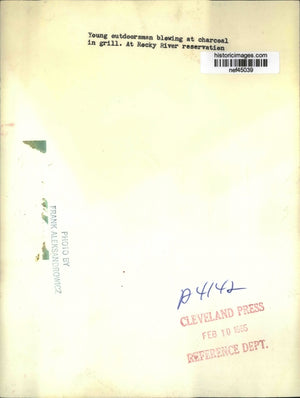 Young outdoorsman blowing at charcoal
in grill. At Rocky River reservation
historicimages.com
nef45039
PHOTO BY
FRANK ALEKSANDROWICZ
P4142
CLEVELAND PRESS
FEB 10 1965
REFERENCE DEPT.